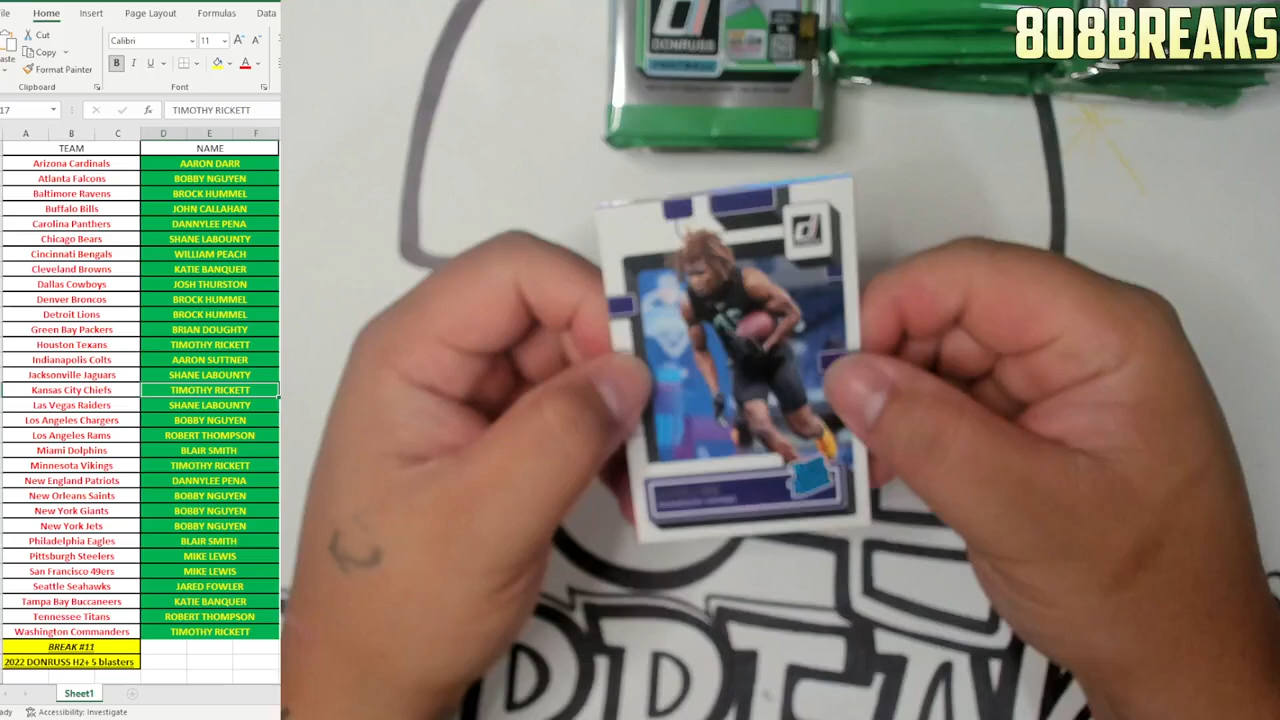 808BREAKS
File Home Insert Page Layout Formulas Data
Cut
Copy
Paste
Format Painter
Calibri 11
B I U
Clipboard Font
17 fx TIMOTHY RICKETT
A B C D E F
TEAM NAME
Arizona Cardinals AARON DARR
Atlanta Falcons BOBBY NGUYEN
Baltimore Ravens BROCK HUMMEL
Buffalo Bills JOHN CALLAHAN
Carolina Panthers DANNYLEE PENA
Chicago Bears SHANE LABOUNTY
Cincinnati Bengals WILLIAM PEACH
Cleveland Browns KATIE BANQUER
Dallas Cowboys JOSH THURSTON
Denver Broncos BROCK HUMMEL
Detroit Lions BROCK HUMMEL
Green Bay Packers BRIAN DOUGHTY
Houston Texans TIMOTHY RICKETT
Indianapolis Colts AARON SUTTNER
Jacksonville Jaguars SHANE LABOUNTY
Kansas City Chiefs TIMOTHY RICKETT
Las Vegas Raiders SHANE LABOUNTY
Los Angeles Chargers BOBBY NGUYEN
Los Angeles Rams ROBERT THOMPSON
Miami Dolphins BLAIR SMITH
Minnesota Vikings TIMOTHY RICKETT
New England Patriots DANNYLEE PENA
New Orleans Saints BOBBY NGUYEN
New York Giants BOBBY NGUYEN
New York Jets BOBBY NGUYEN
Philadelphia Eagles BLAIR SMITH
Pittsburgh Steelers MIKE LEWIS
San Francisco 49ers MIKE LEWIS
Seattle Seahawks JARED FOWLER
Tampa Bay Buccaneers KATIE BANQUER
Tennessee Titans ROBERT THOMPSON
Washington Commanders TIMOTHY RICKETT
BREAK #11
2022 DONRUSS H2+ 5 blasters
Sheet1
Ready Accessibility: Investigate
DONRUSS